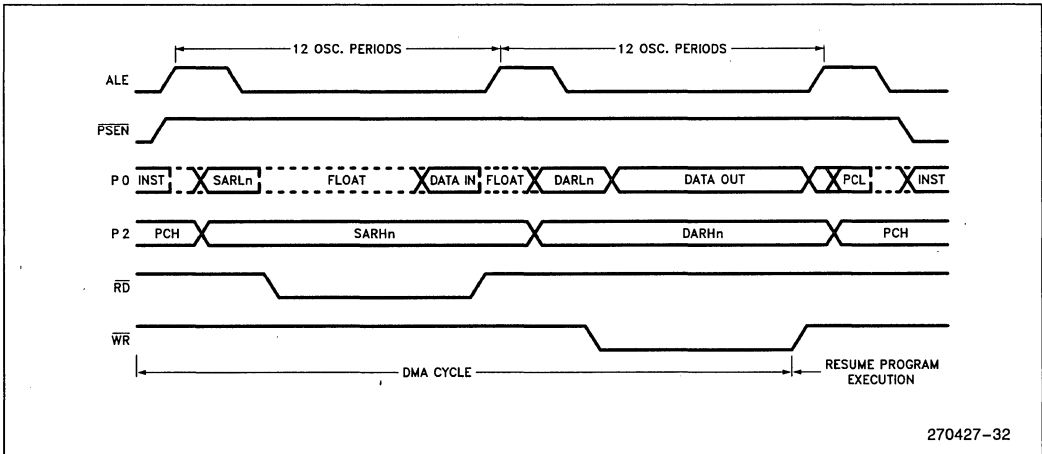 12 OSC. PERIODS 12 OSC. PERIODS
ALE
PSEN
P0 INST SARLn FLOAT DATA IN FLOAT DARLn DATA OUT PCL INST
P2 PCH SARHn DARHn PCH
RD
WR
DMA CYCLE RESUME PROGRAM
EXECUTION
270427-32